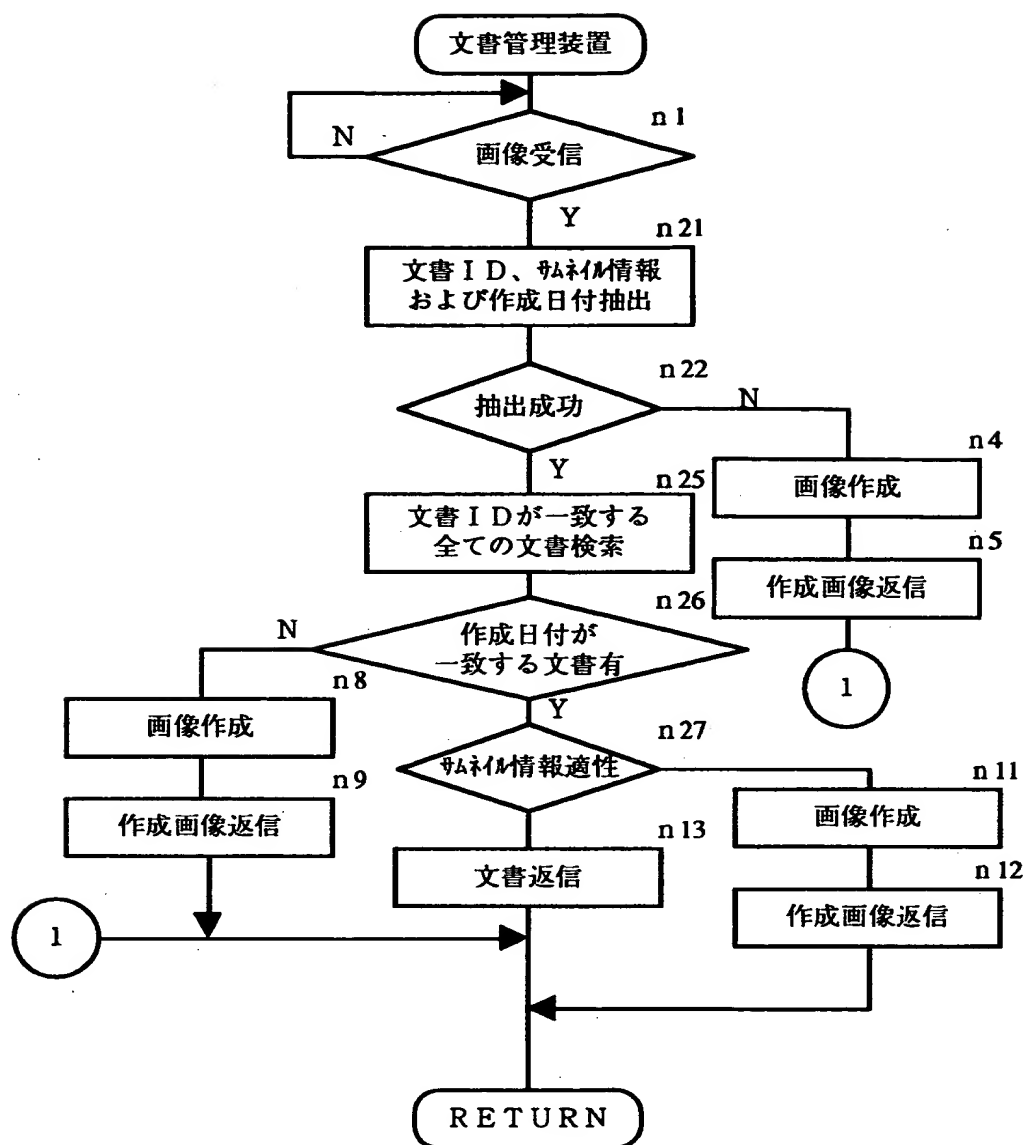 文書管理装置
n1
N
画像受信
Y
n21
文書ID、ｻﾑﾈｲﾙ情報
および作成日付抽出
n22
抽出成功
N
Y
n4
画像作成
n25
文書IDが一致する
全ての文書検索
n5
作成画像返信
n26
N
作成日付が
一致する文書有
1
n8
Y
画像作成
n27
ｻﾑﾈｲﾙ情報適性
n9
n11
作成画像返信
画像作成
n13
文書返信
n12
作成画像返信
1
RETURN